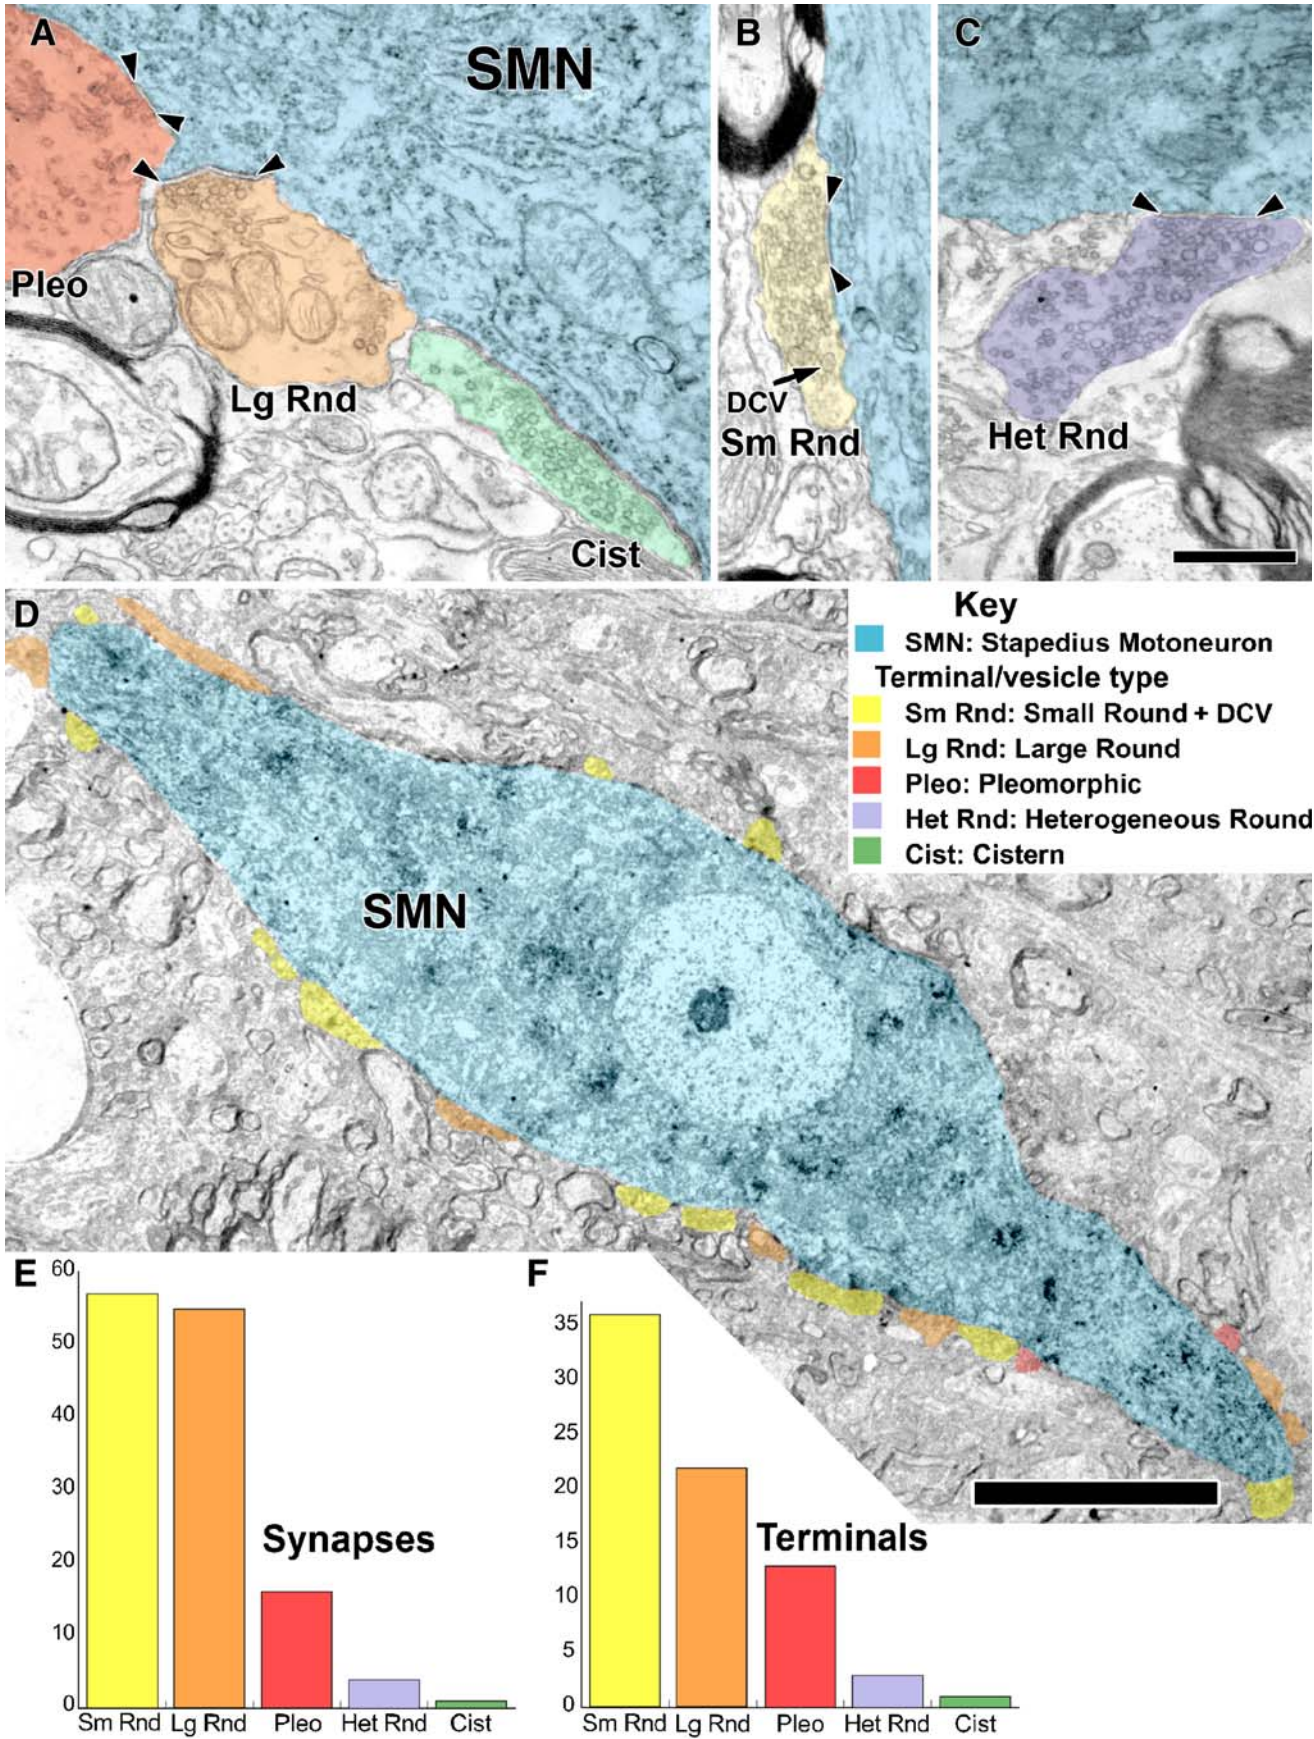 A
SMN
Pleo
Lg Rnd
Cist
B
DCV
Sm Rnd
C
Het Rnd
D
SMN
Key
SMN: Stapedius Motoneuron
Terminal/vesicle type
Sm Rnd: Small Round + DCV
Lg Rnd: Large Round
Pleo: Pleomorphic
Het Rnd: Heterogeneous Round
Cist: Cistern
E
60
50
40
30
20
10
0
Synapses
Sm Rnd Lg Rnd Pleo Het Rnd Cist
F
35
30
25
20
15
10
5
0
Terminals
Sm Rnd Lg Rnd Pleo Het Rnd Cist